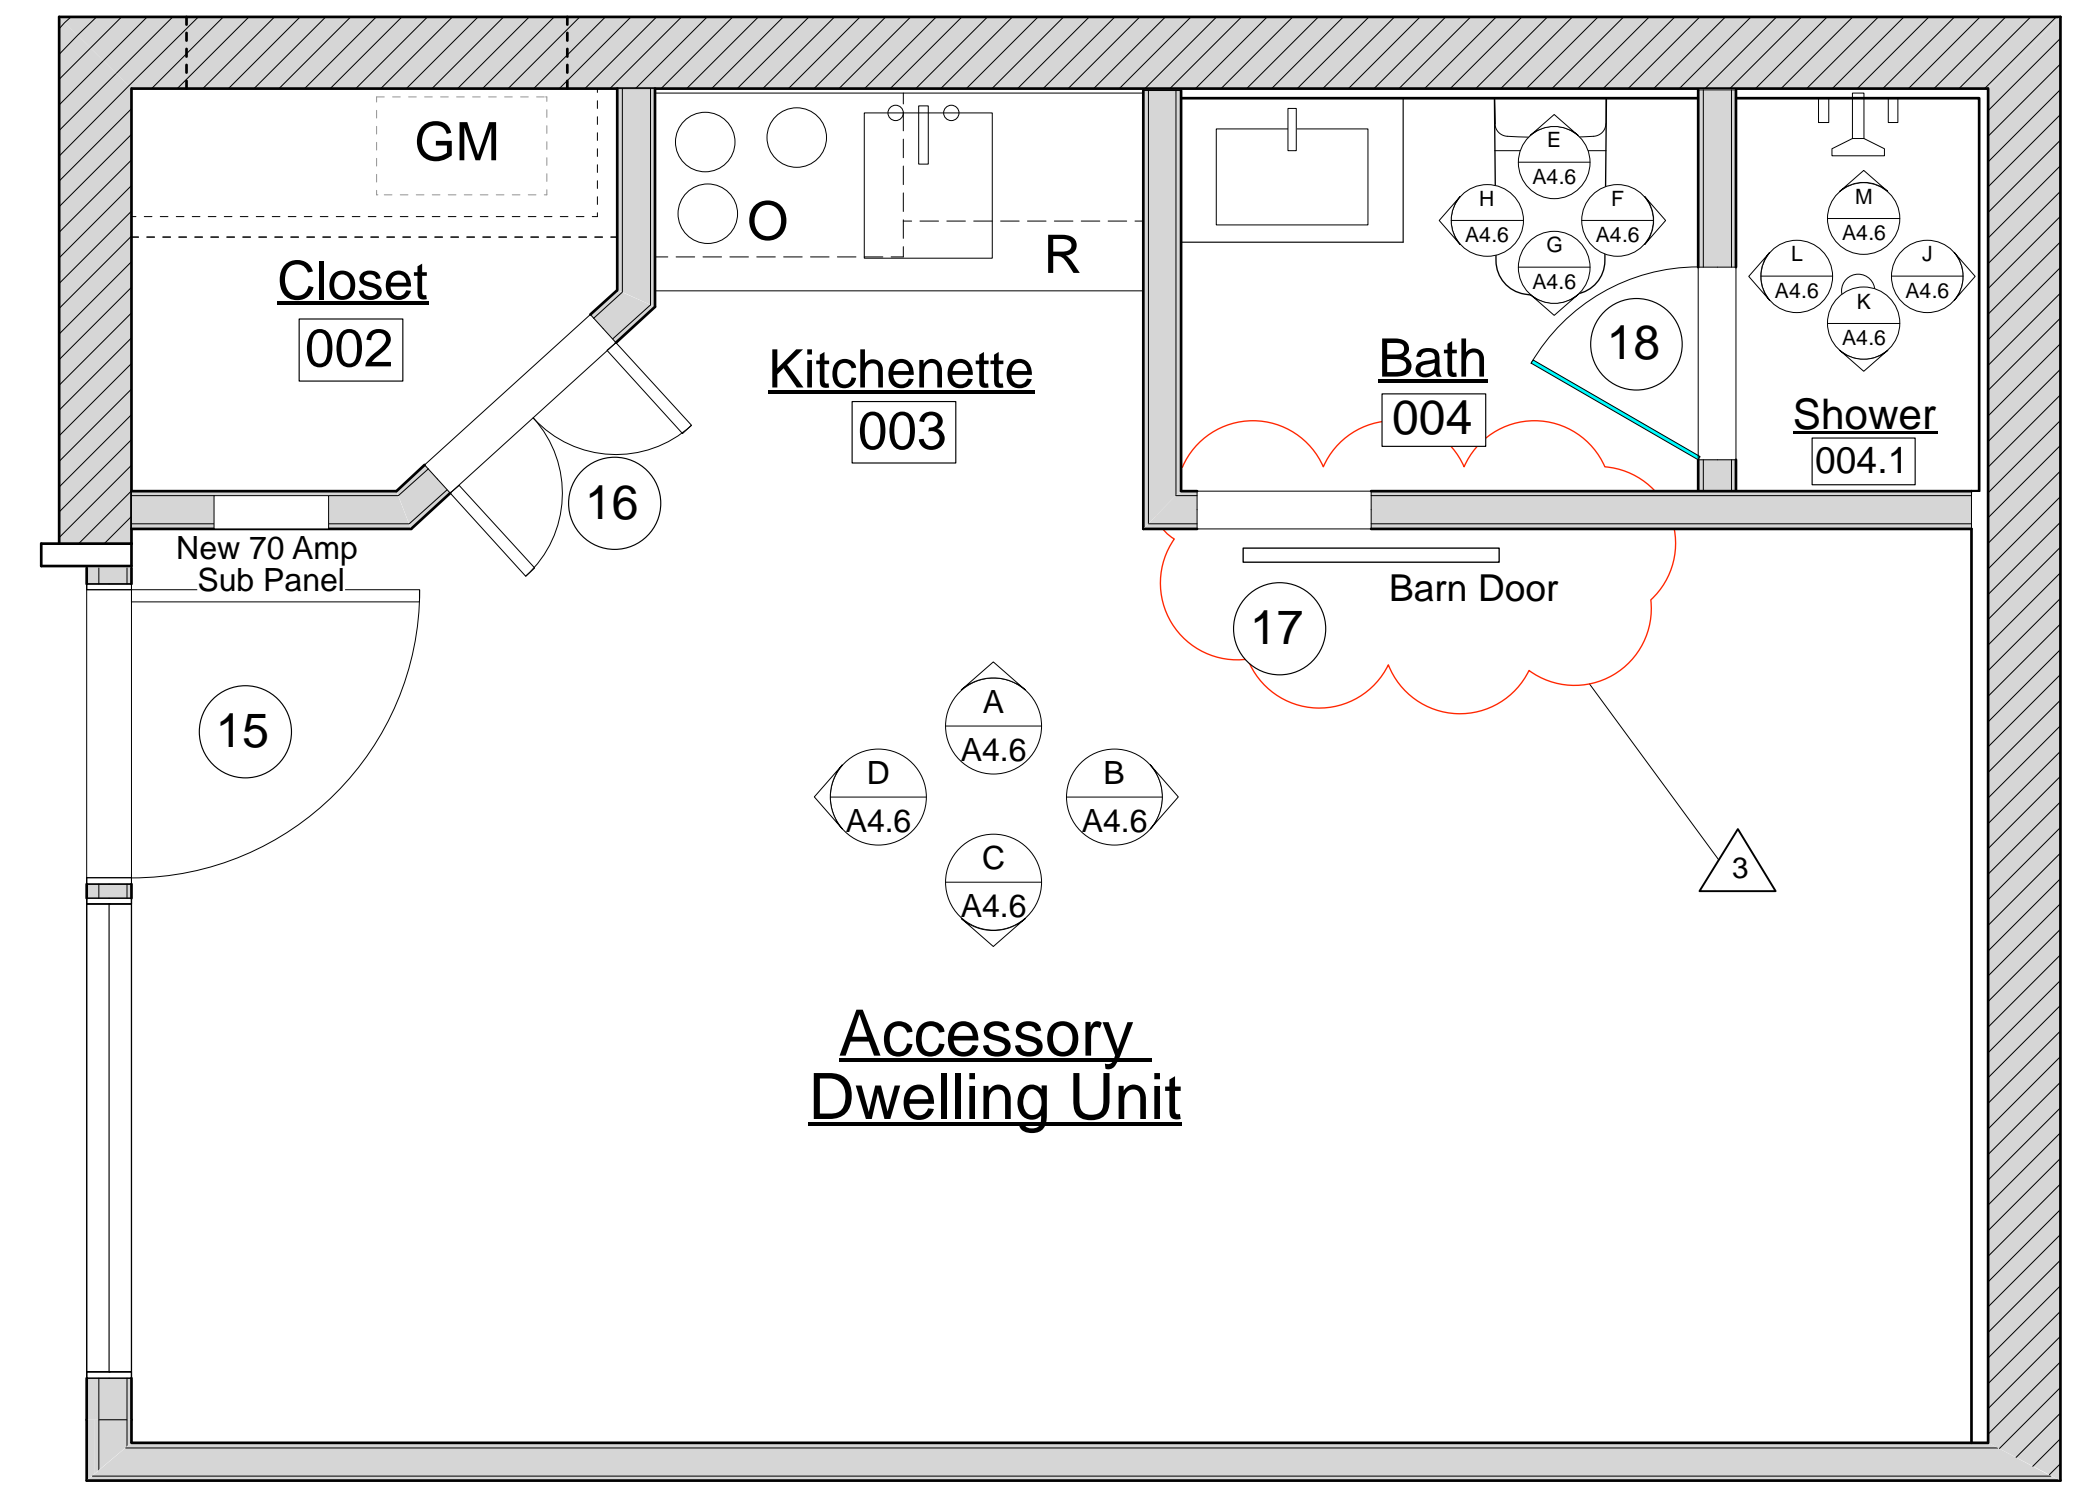 GM
Closet
002
O
R
Kitchenette
003
E
A4.6
H
A4.6
F
A4.6
G
A4.6
M
A4.6
L
A4.6
J
A4.6
K
A4.6
18
Bath
004
Shower
004.1
16
New 70 Amp
Sub Panel
Barn Door
17
15
A
A4.6
D
A4.6
B
A4.6
C
A4.6
3
Accessory
Dwelling Unit